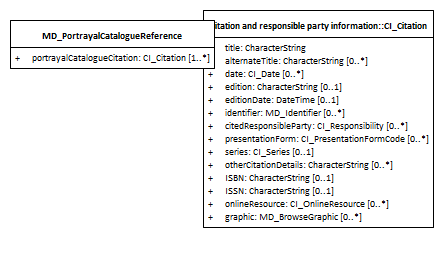 MD_PortrayalCatalogueReference
+ portrayalCatalogueCitation: CI_Citation [1..*]
itation and responsible party information::CI_Citation
title: CharacterString
alternateTitle: CharacterString [0..*]
+ date: CI_Date [0..*]
+ edition: CharacterString [0..1]
+ editionDate: DateTime [0..1]
+ identifier: MD_Identifier [0..*]
+ citedResponsibleParty: CI_Responsibility [0..*]
+ presentationForm: CI_PresentationFormCode [0..*]
+ series: CI_Series [0..1]
+ otherCitationDetails: CharacterString [0..*]
+ ISBN: CharacterString [0..1]
+ ISSN: CharacterString [0..1]
+ onlineResource: CI_OnlineResource [0..*]
+ graphic: MD_BrowseGraphic [0..*]